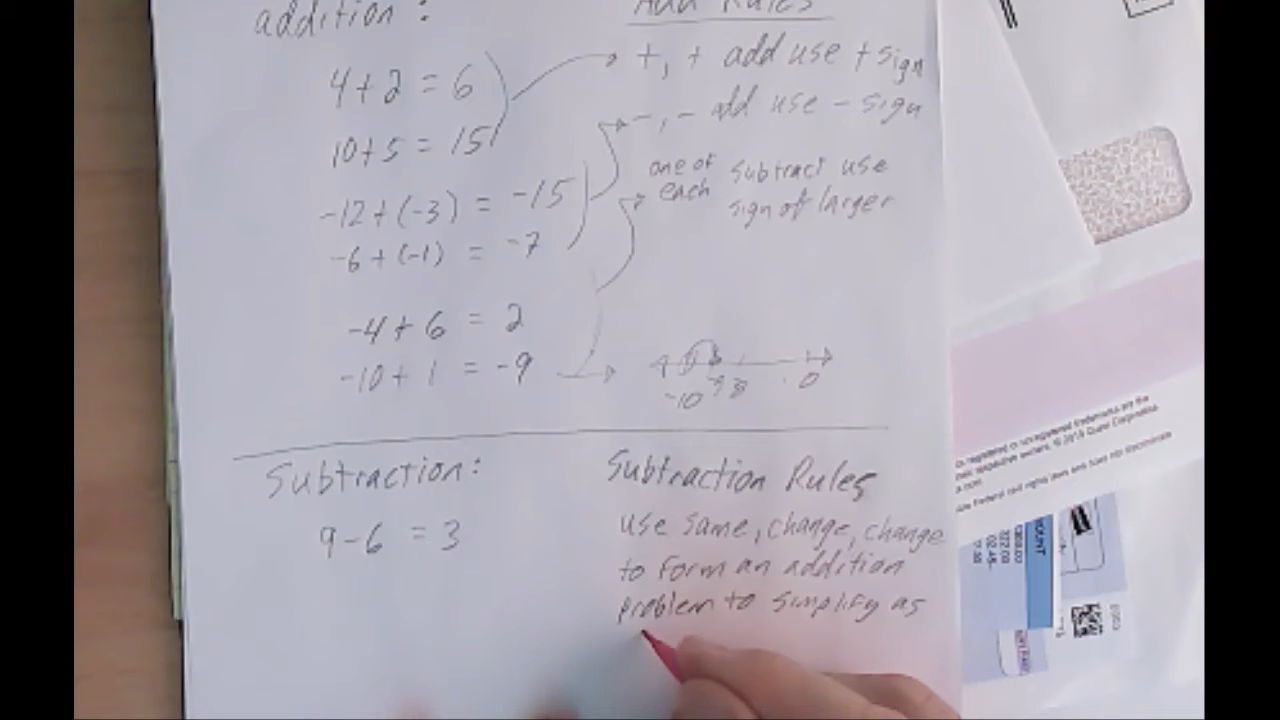 addition :
Add Rules
4+2 = 6
+, + add use + sign
10+5 = 15
-, - add use - sign
-12+(-3) = -15
one of each subtract use
sign of larger
-6+(-1) = -7
-4+6 = 2
-10+1 = -9
-10 -9 -8 0
Subtraction:
Subtraction Rules
9-6 = 3
use same, change, change
to form an addition
problem to simplify as